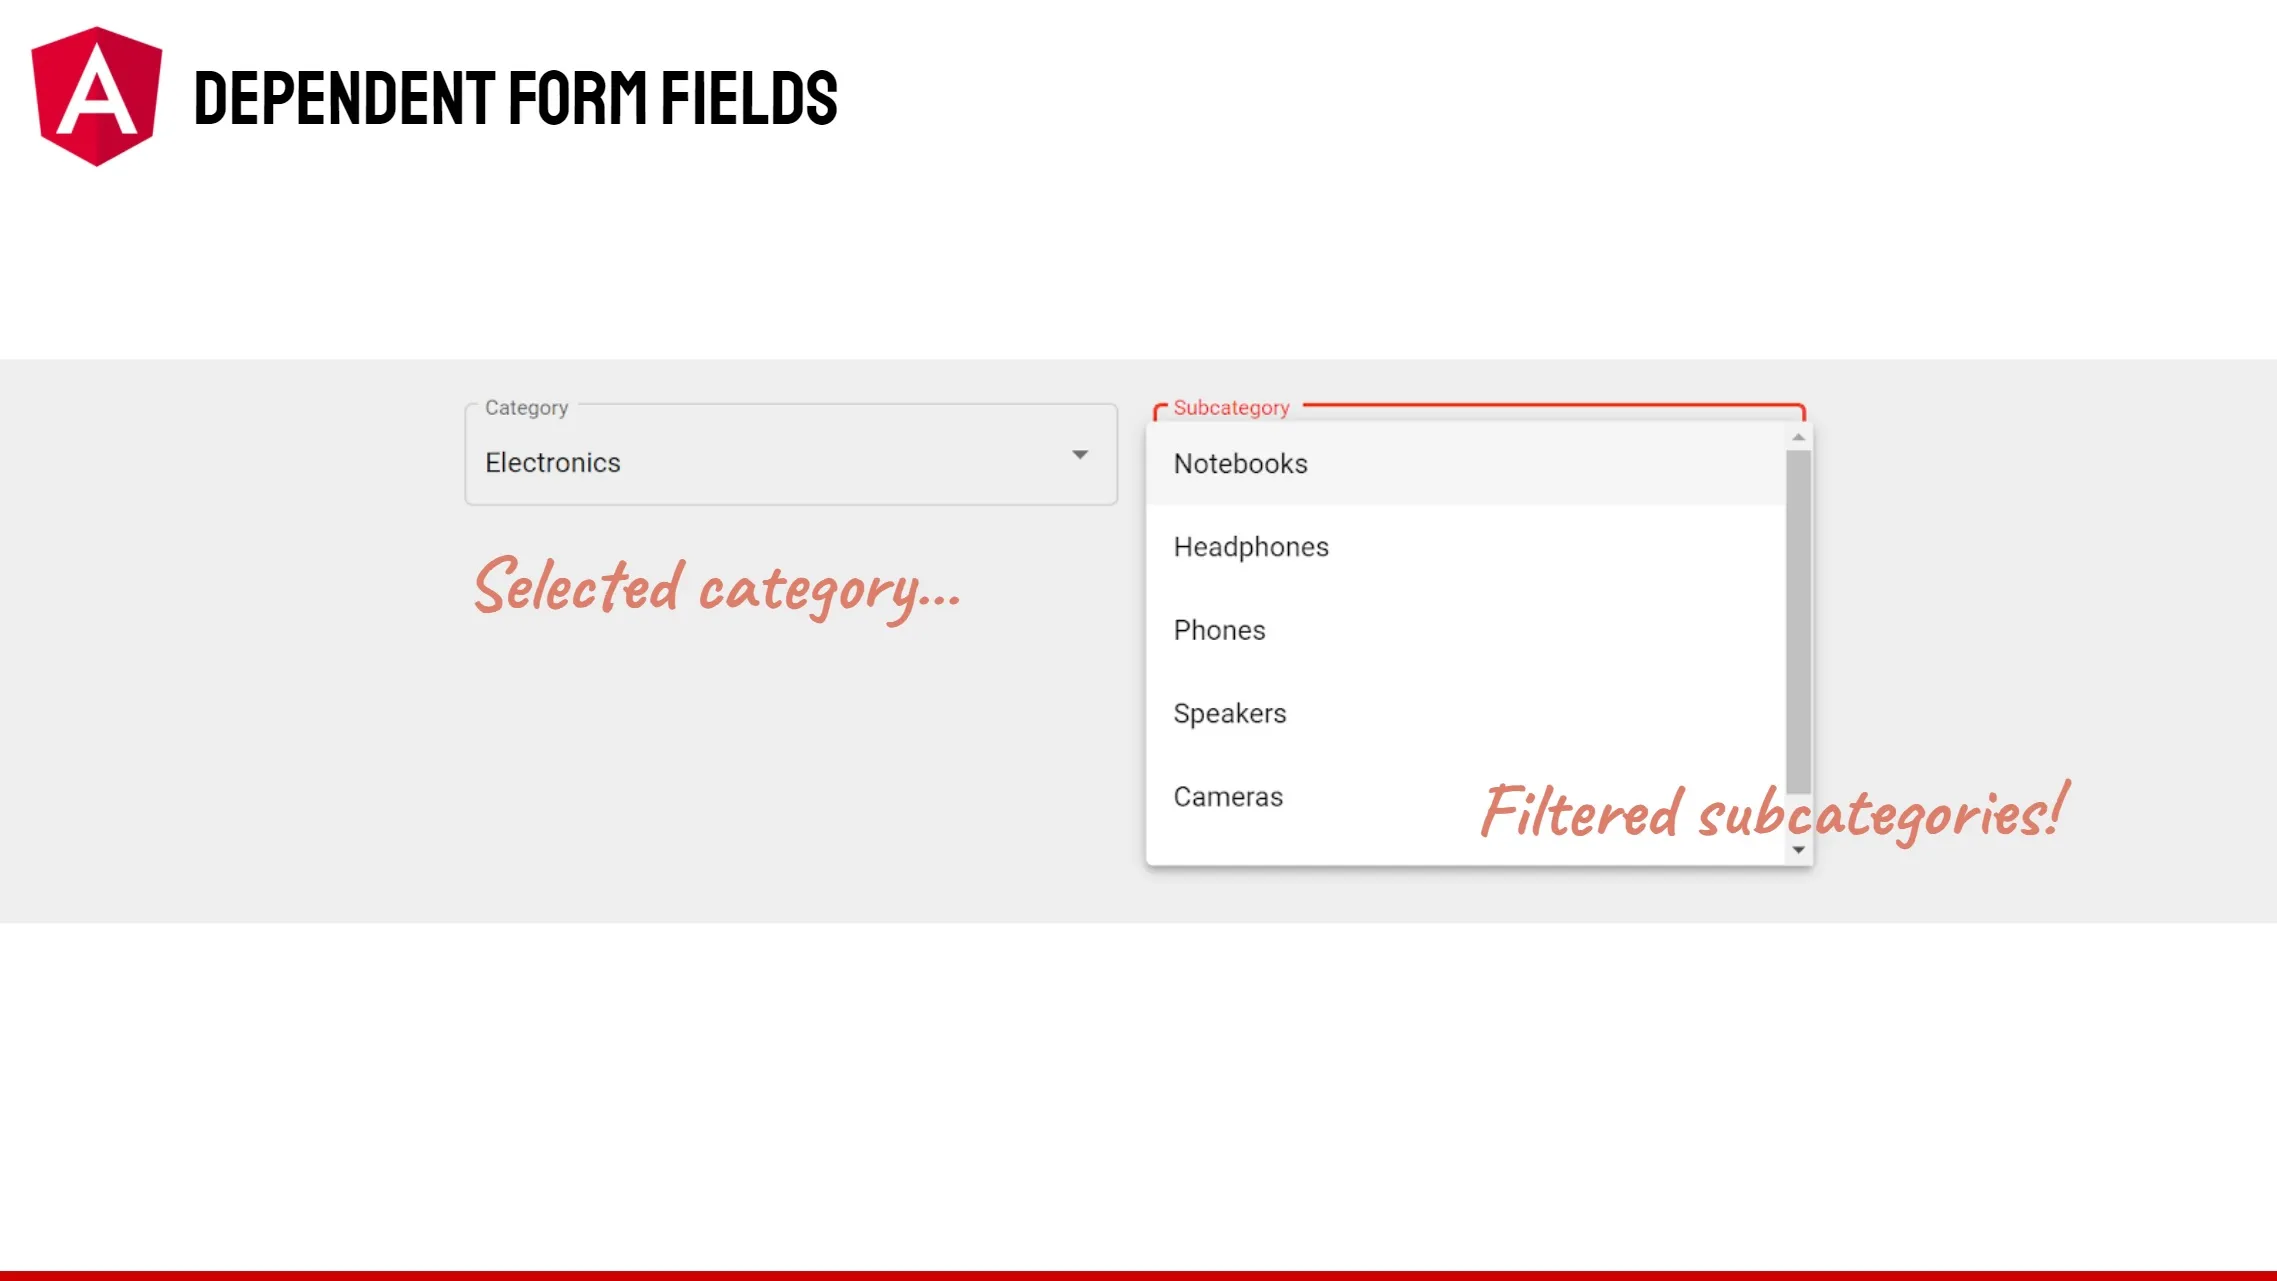 DEPENDENT FORM FIELDS
Category
Electronics
Selected category...
Subcategory
Notebooks
Headphones
Phones
Speakers
Cameras
Filtered subcategories!